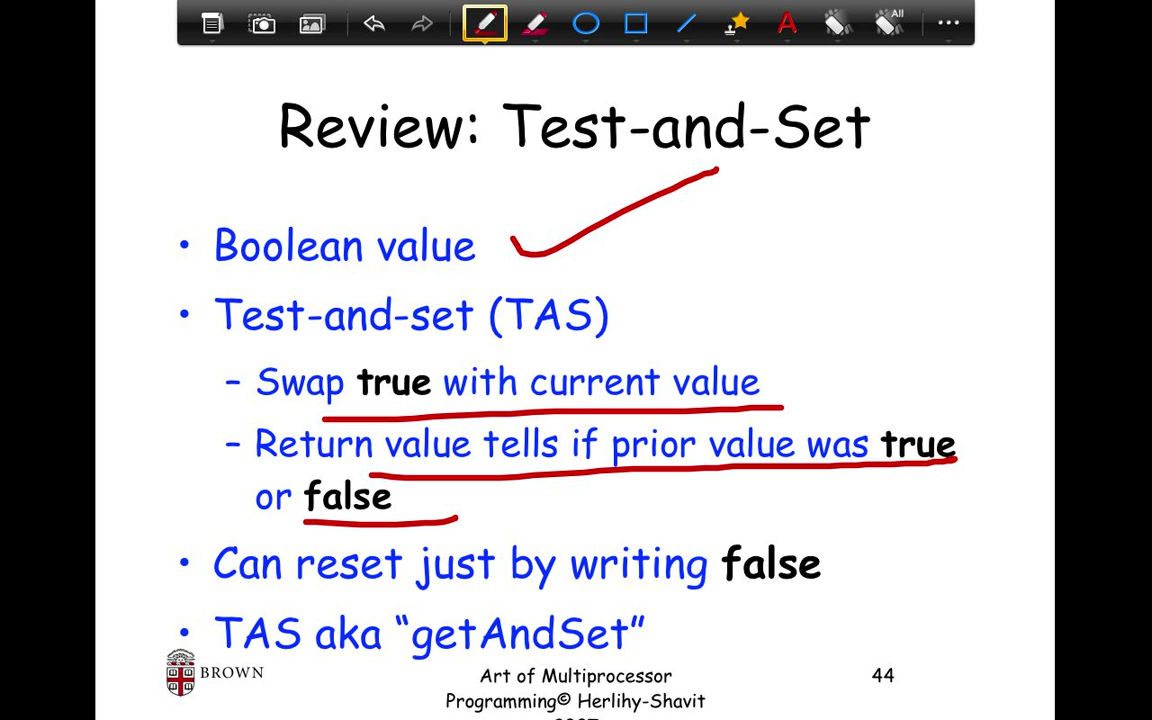 All
A
Review: Test-and-Set
• Boolean value
• Test-and-set (TAS)
– Swap true with current value
– Return value tells if prior value was true
or false
• Can reset just by writing false
• TAS aka “getAndSet”
BROWN
Art of Multiprocessor
Programming© Herlihy-Shavit
44